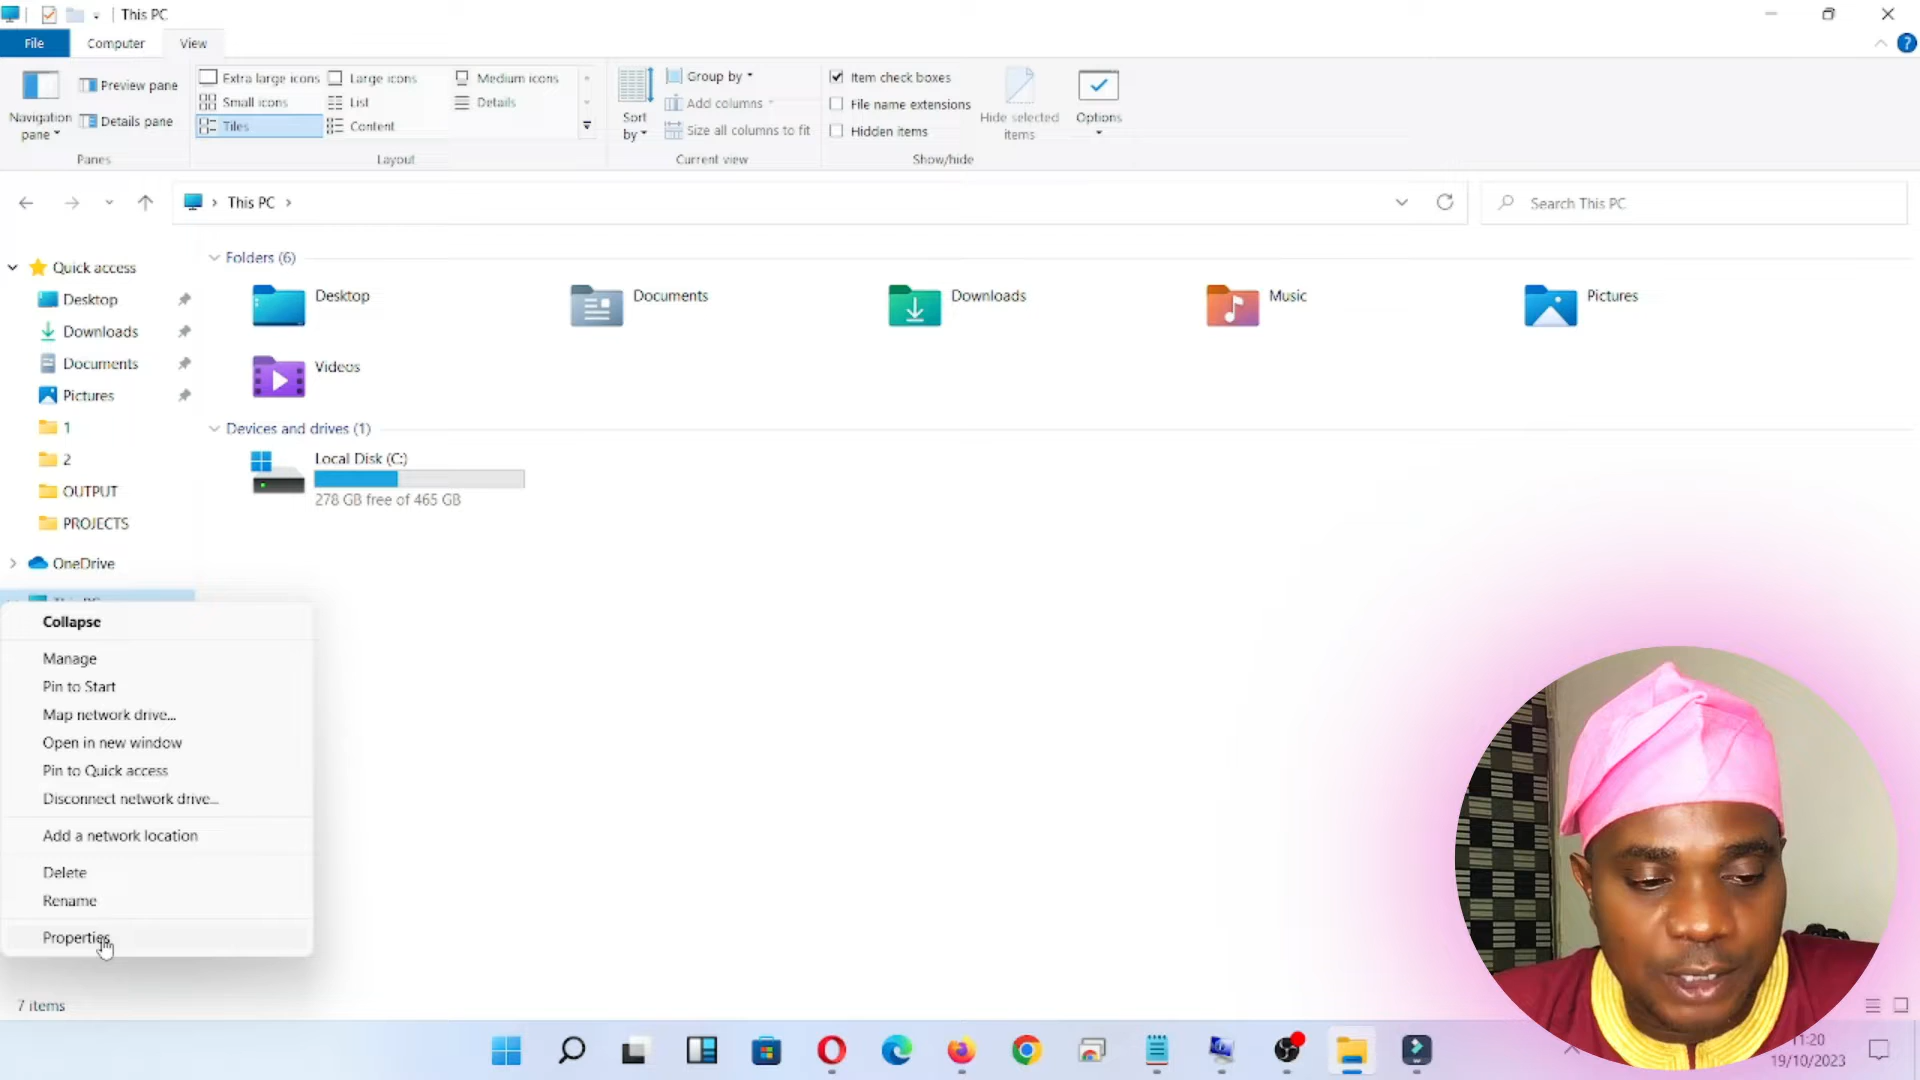 This PC
File
Computer
View
Navigation
pane
Preview pane
Details pane
Panes
Extra large icons
Large icons
Medium icons
Small icons
List
Details
Tiles
Content
Layout
Sort
by
Group by
Add columns
Size all columns to fit
Current view
Item check boxes
File name extensions
Hidden items
Hide selected
items
Show/hide
Options
?
This PC
Search This PC
Quick access
Desktop
Downloads
Documents
Pictures
1
2
OUTPUT
PROJECTS
OneDrive
This PC
Folders (6)
Desktop
Documents
Downloads
Music
Pictures
Videos
Devices and drives (1)
Local Disk (C:)
278 GB free of 465 GB
Collapse
Manage
Pin to Start
Map network drive...
Open in new window
Pin to Quick access
Disconnect network drive...
Add a network location
Delete
Rename
Properties
7 items
11:20
19/10/2023